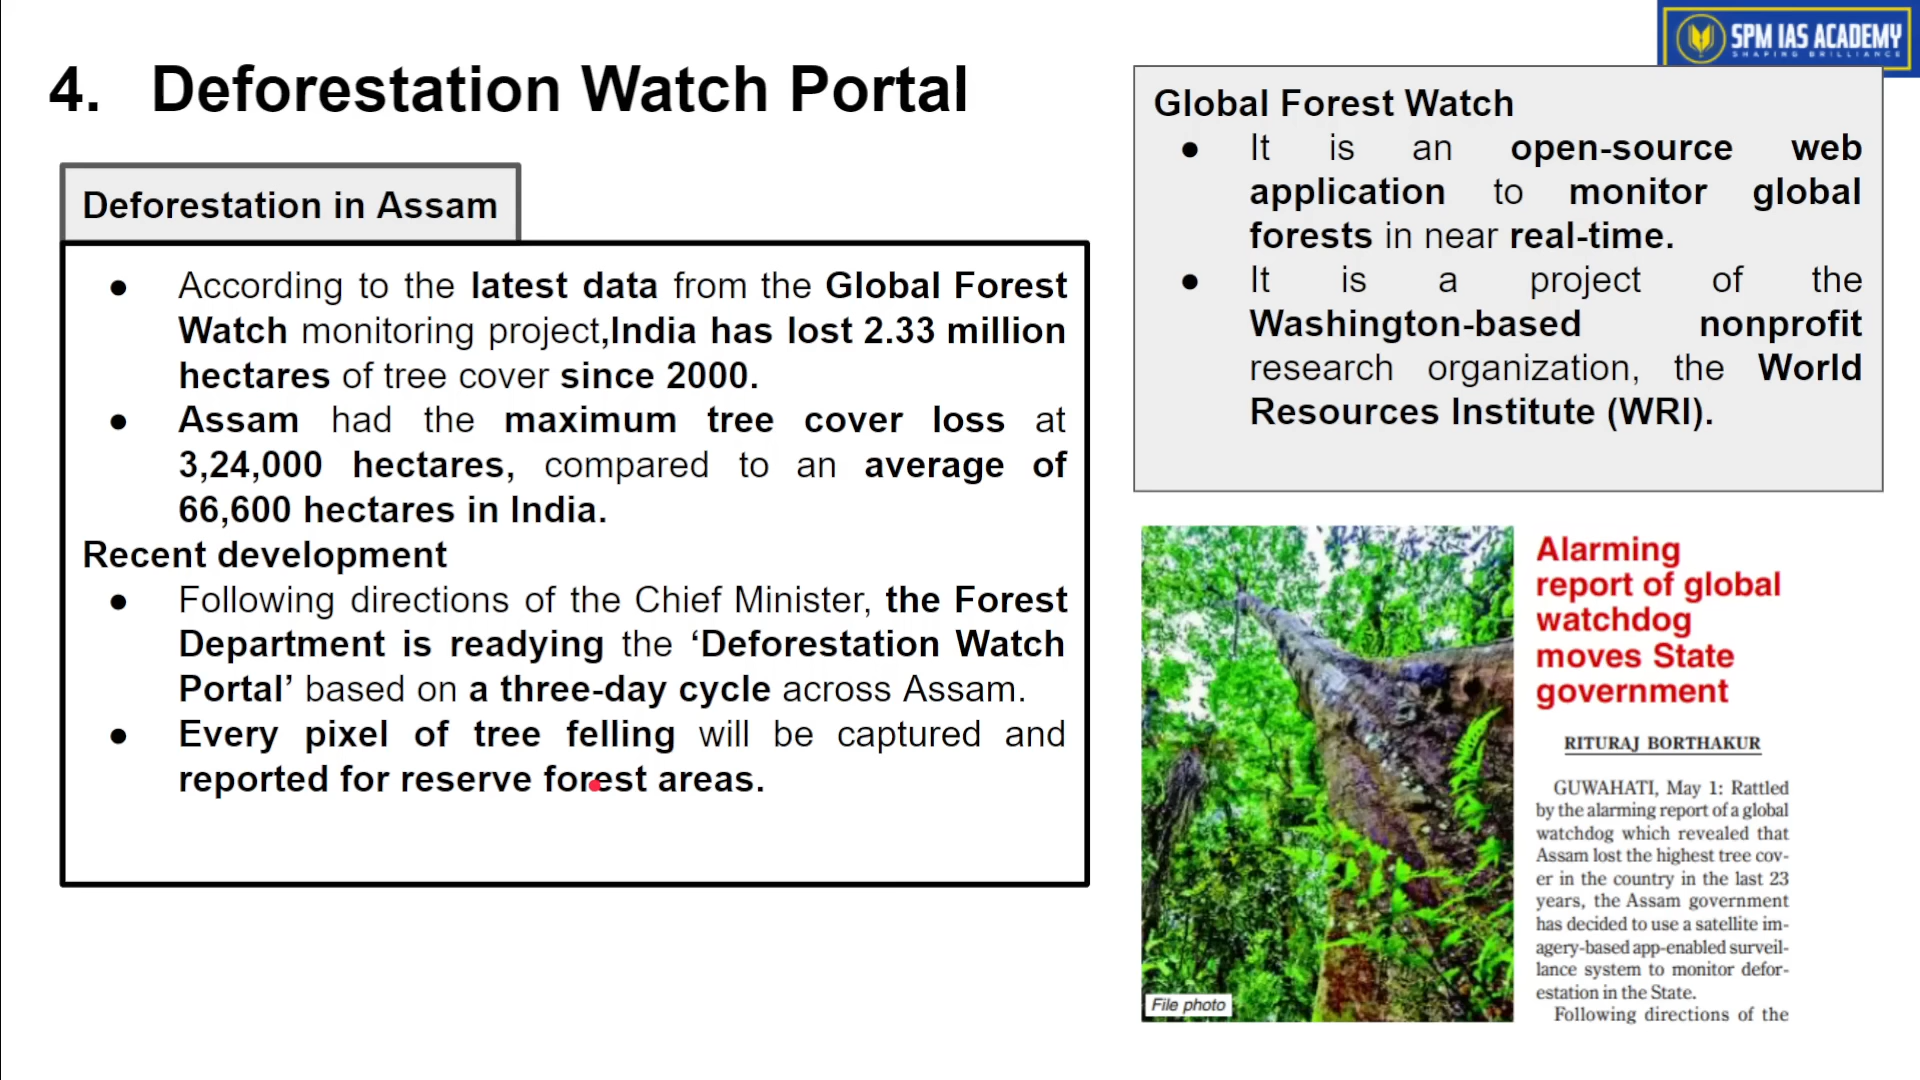 SPM IAS ACADEMY
SHAPING BRILLIANCE
4. Deforestation Watch Portal
Deforestation in Assam
● According to the latest data from the Global Forest
Watch monitoring project,India has lost 2.33 million
hectares of tree cover since 2000.
● Assam had the maximum tree cover loss at
3,24,000 hectares, compared to an average of
66,600 hectares in India.
Recent development
● Following directions of the Chief Minister, the Forest
Department is readying the ‘Deforestation Watch
Portal’ based on a three-day cycle across Assam.
● Every pixel of tree felling will be captured and
reported for reserve forest areas.
Global Forest Watch
● It is an open-source web
application to monitor global
forests in near real-time.
● It is a project of the
Washington-based nonprofit
research organization, the World
Resources Institute (WRI).
File photo
Alarming
report of global
watchdog
moves State
government
RITURAJ BORTHAKUR
GUWAHATI, May 1: Rattled
by the alarming report of a global
watchdog which revealed that
Assam lost the highest tree cov-
er in the country in the last 23
years, the Assam government
has decided to use a satellite im-
agery-based app-enabled surveil-
lance system to monitor defor-
estation in the State.
Following directions of the